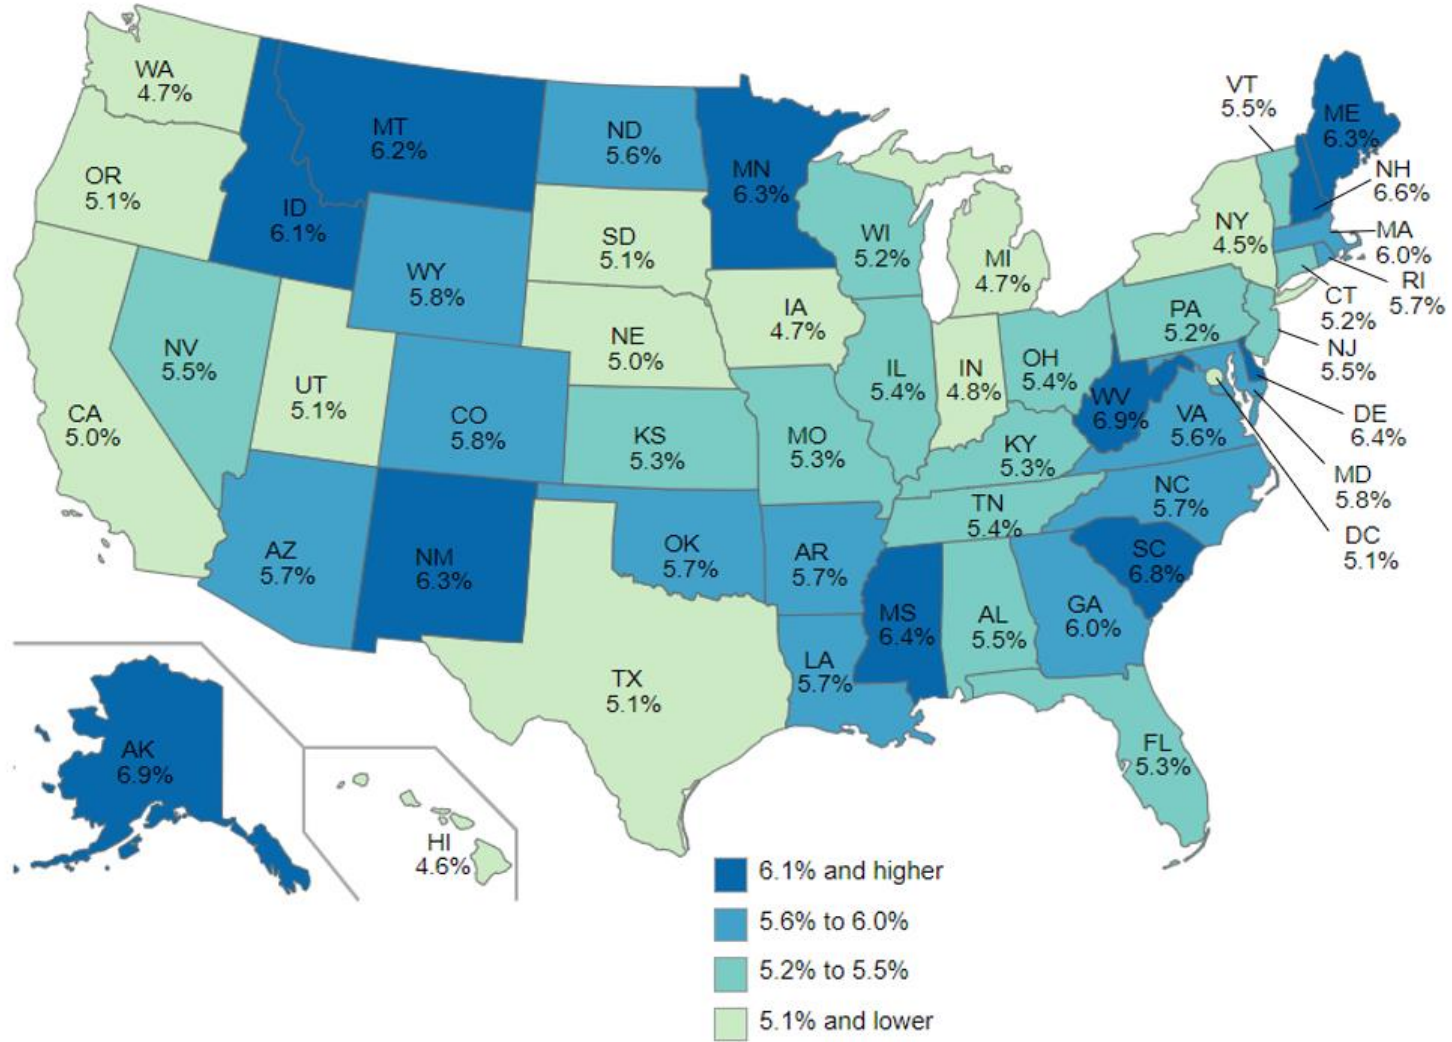 WA
4.7%
OR
5.1%
CA
5.0%
NV
5.5%
ID
6.1%
MT
6.2%
WY
5.8%
UT
5.1%
CO
5.8%
AZ
5.7%
NM
6.3%
ND
5.6%
SD
5.1%
NE
5.0%
KS
5.3%
OK
5.7%
TX
5.1%
MN
6.3%
IA
4.7%
MO
5.3%
AR
5.7%
LA
5.7%
WI
5.2%
IL
5.4%
MI
4.7%
IN
4.8%
OH
5.4%
KY
5.3%
TN
5.4%
MS
6.4%
AL
5.5%
GA
6.0%
FL
5.3%
SC
6.8%
NC
5.7%
VA
5.6%
WV
6.9%
PA
5.2%
NY
4.5%
VT
5.5%
ME
6.3%
NH
6.6%
MA
6.0%
RI
5.7%
CT
5.2%
NJ
5.5%
DE
6.4%
MD
5.8%
DC
5.1%
AK
6.9%
HI
4.6%
6.1% and higher
5.6% to 6.0%
5.2% to 5.5%
5.1% and lower